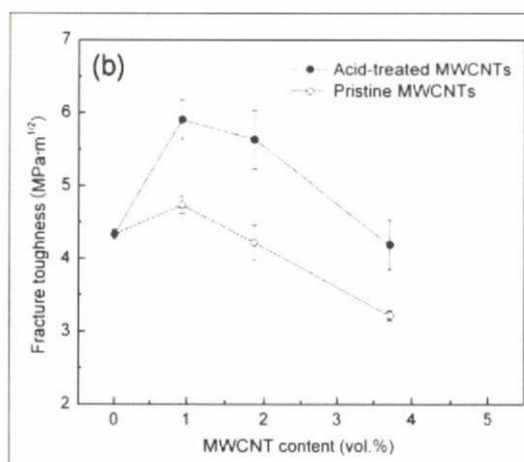 (b)
Acid-treated MWCNTs
Pristine MWCNTs
Fracture toughness (MPa·m^1/2)
7
6
5
4
3
2
0 1 2 3 4 5
MWCNT content (vol.%)